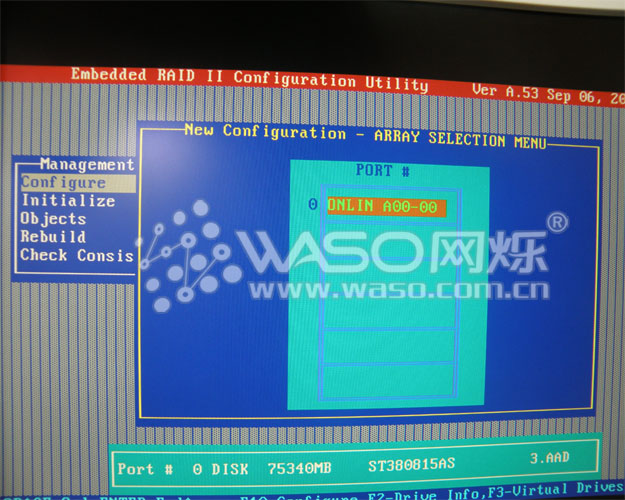 Embedded RAID II Configuration Utility Ver A.53 Sep 06, 20
New Configuration - ARRAY SELECTION MENU
Management
Configure
Initialize
Objects
Rebuild
Check Consis
PORT #
0 ONLIN A00-00
WASO网烁®
www.waso.com.cn
Port # 0 DISK 75340MB ST380815AS 3.AAD
F10-Configure F2-Drive Info,F3-Virtual Drives